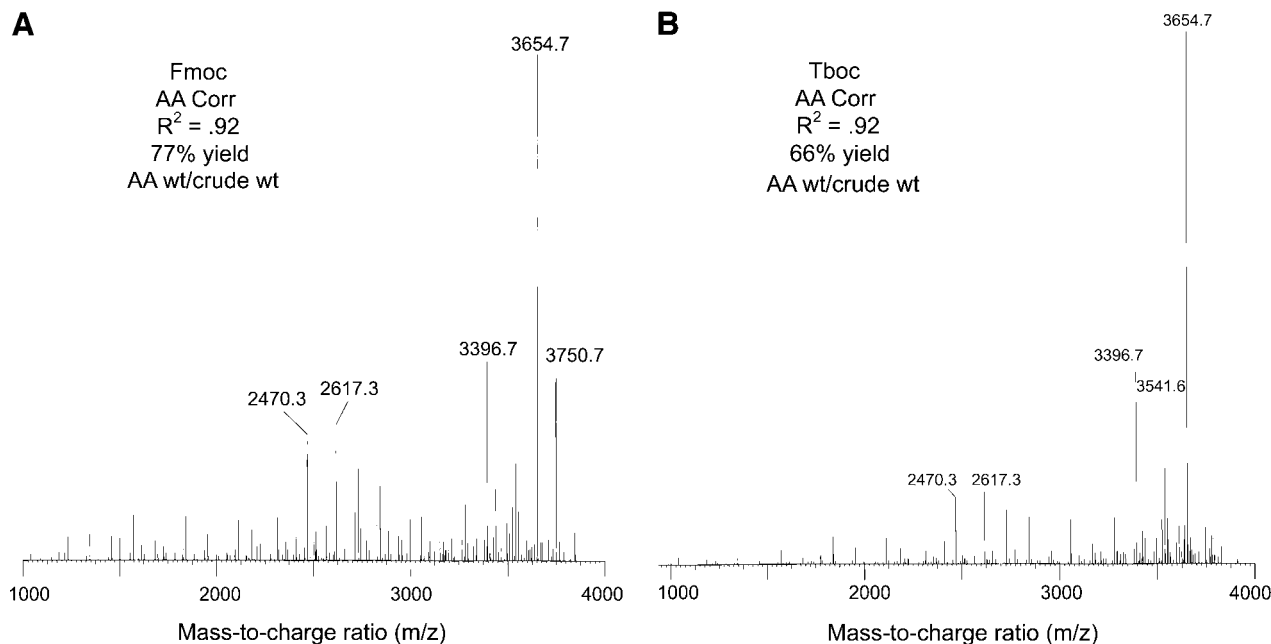 A
Fmoc
AA Corr
R² = .92
77% yield
AA wt/crude wt
3654.7
3396.7
3750.7
2617.3
2470.3
1000
2000
3000
4000
Mass-to-charge ratio (m/z)
B
Tboc
AA Corr
R² = .92
66% yield
AA wt/crude wt
3654.7
3396.7
3541.6
2470.3
2617.3
1000
2000
3000
4000
Mass-to-charge ratio (m/z)